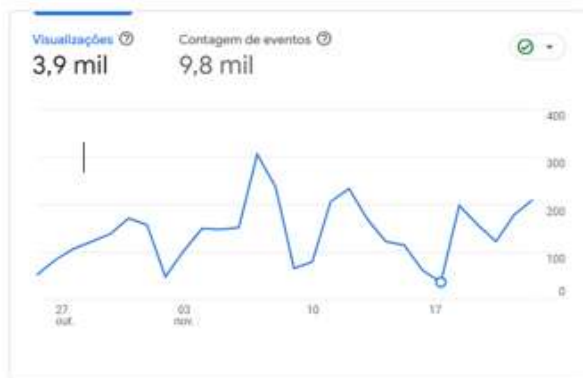 Visualizações
Contagem de eventos
3,9 mil
9,8 mil
400
300
200
100
0
27
out.
03
nov.
10
17